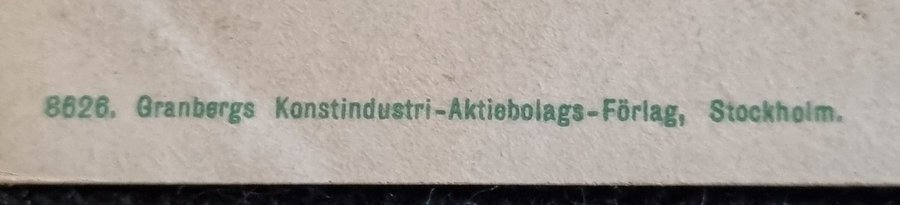 8626. Granbergs Konstindustri-Aktiebolags-Förlag, Stockholm.